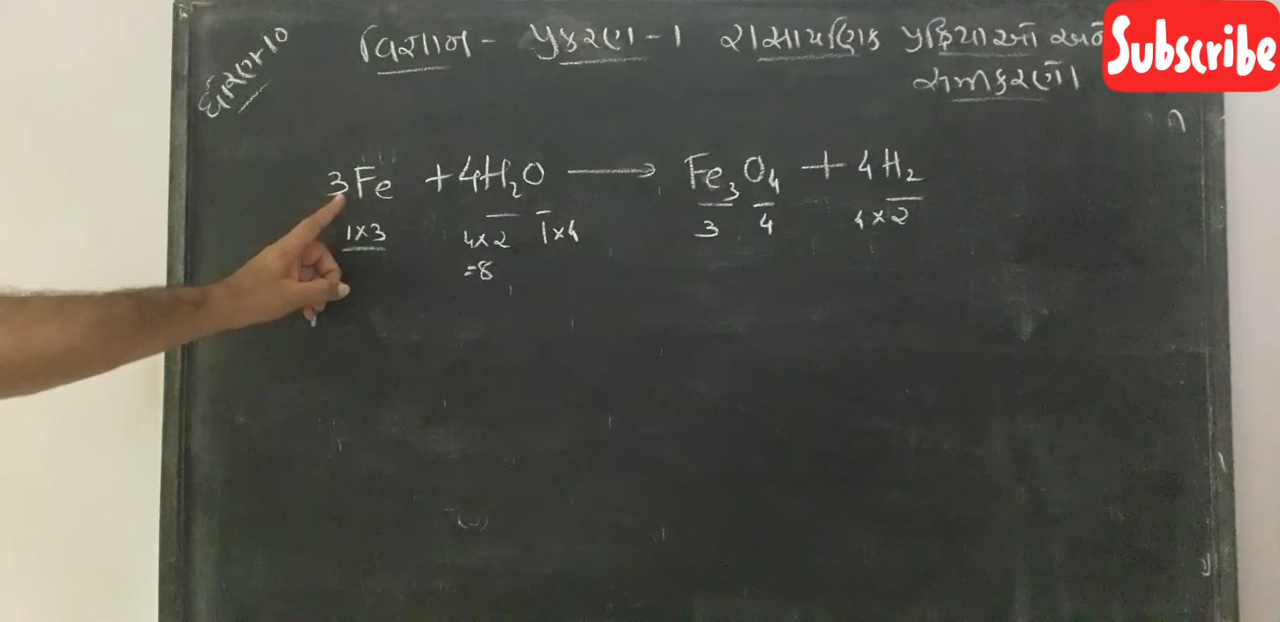 ધોરણ-10
વિજ્ઞાન - પ્રકરણ - 1 રાસાયણિક પ્રક્રિયાઓ અને
સમીકરણો
Subscribe
3Fe + 4H₂O ⟶ Fe₃O₄ + 4H₂
1×3 4×2 1×4 3 4 4×2
=8